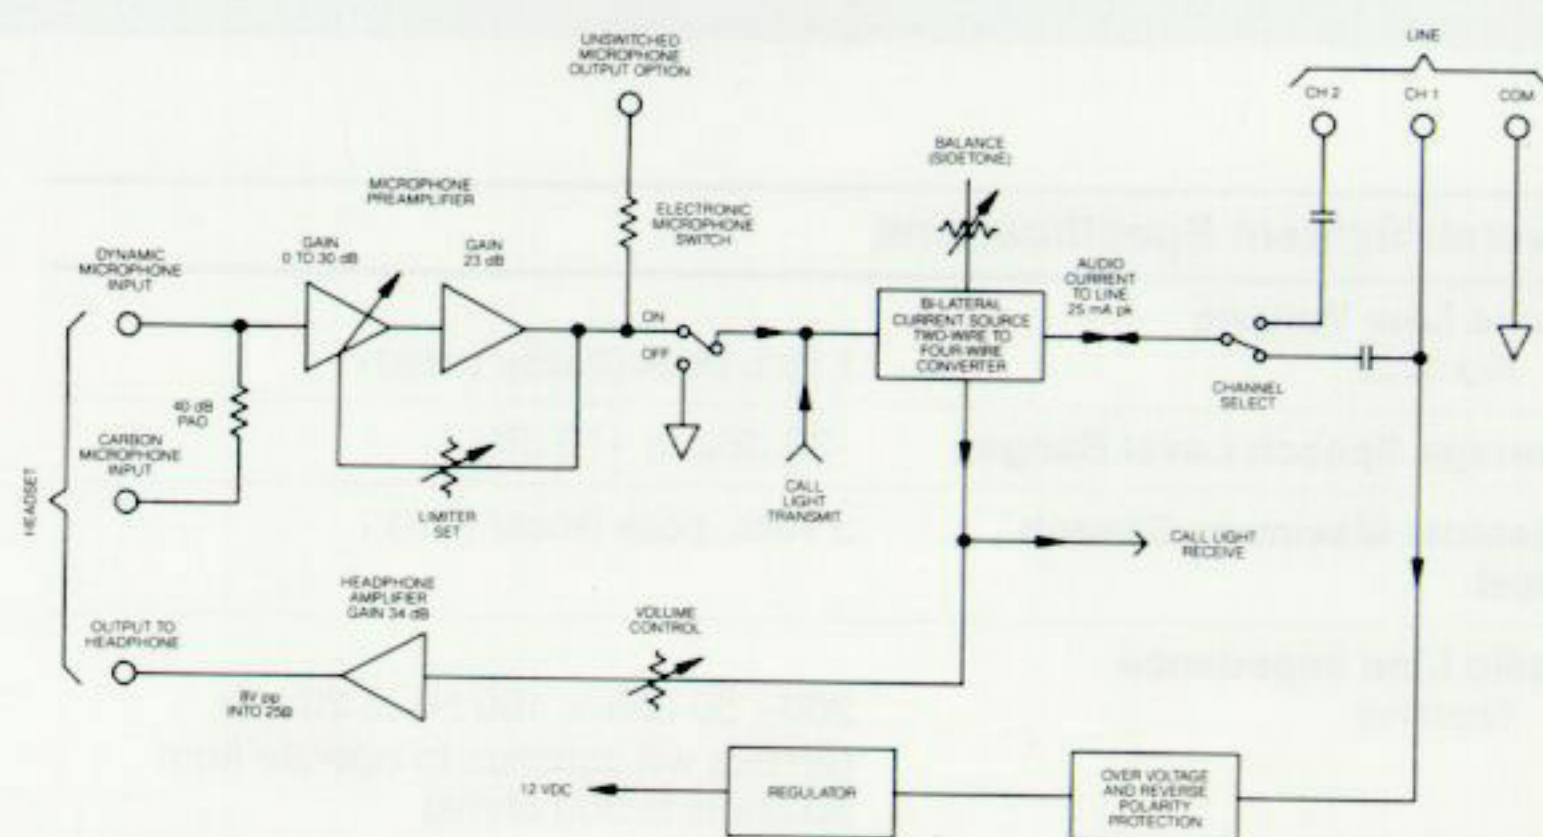 UNSWITCHED
MICROPHONE
OUTPUT OPTION
LINE
CH 2
CH 1
COM
BALANCE
(SIDETONE)
MICROPHONE
PREAMPLIFIER
ELECTRONIC
MICROPHONE
SWITCH
DYNAMIC
MICROPHONE
INPUT
GAIN
0 TO 30 dB
GAIN
23 dB
AUDIO
CURRENT
TO LINE
25 mA pk
ON
OFF
BI-LATERAL
CURRENT SOURCE
TWO-WIRE TO
FOUR-WIRE
CONVERTER
CHANNEL
SELECT
40 dB
PAD
CARBON
MICROPHONE
INPUT
HEADSET
LIMITER
SET
CALL
LIGHT
TRANSMIT
CALL LIGHT
RECEIVE
HEADPHONE
AMPLIFIER
GAIN 34 dB
VOLUME
CONTROL
OUTPUT TO
HEADPHONE
8V pp
INTO
12 VDC
REGULATOR
OVER VOLTAGE
AND REVERSE
POLARITY
PROTECTION